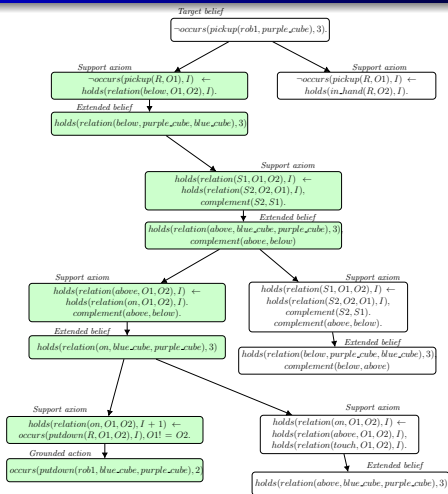 Target belief
¬occurs(pickup(rob1, purple_cube), 3).
Support axiom
¬occurs(pickup(R, O1), I) ←
holds(relation(below, O1, O2), I).
Support axiom
¬occurs(pickup(R, O1), I) ←
holds(in_hand(R, O2), I).
Extended belief
holds(relation(below, purple_cube, blue_cube), 3)
Support axiom
holds(relation(S1, O1, O2), I) ←
holds(relation(S2, O2, O1), I),
complement(S2, S1).
Extended belief
holds(relation(above, blue_cube, purple_cube), 3),
complement(above, below)
Support axiom
holds(relation(above, O1, O2), I) ←
holds(relation(on, O1, O2), I).
complement(above, below).
Support axiom
holds(relation(S1, O1, O2), I) ←
holds(relation(S2, O2, O1), I),
complement(S2, S1).
complement(above, below).
Extended belief
holds(relation(on, blue_cube, purple_cube), 3)
Extended belief
holds(relation(below, purple_cube, blue_cube), 3),
complement(below, above)
Support axiom
holds(relation(on, O1, O2), I + 1) ←
occurs(putdown(R, O1, O2), I), O1! = O2.
Support axiom
holds(relation(on, O1, O2), I) ←
holds(relation(above, O1, O2), I),
holds(relation(touch, O1, O2), I).
Grounded action
occurs(putdown(rob1, blue_cube, purple_cube), 2)
Extended belief
holds(relation(above, blue_cube, purple_cube), 3)